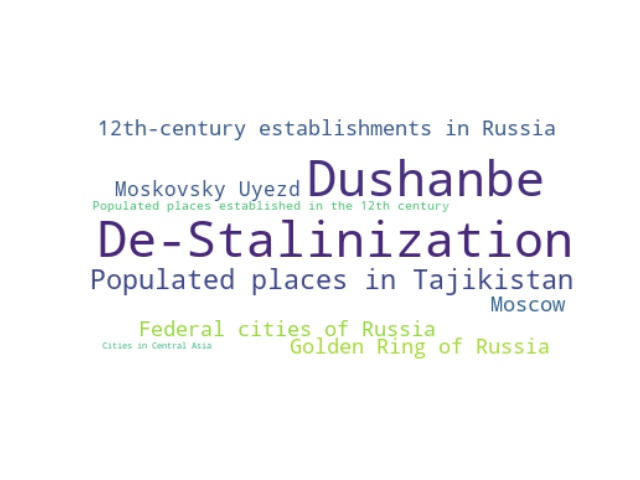 12th-century establishments in Russia
Moskovsky Uyezd
Dushanbe
Populated places established in the 12th century
De-Stalinization
Populated places in Tajikistan
Moscow
Federal cities of Russia
Cities in Central Asia
Golden Ring of Russia